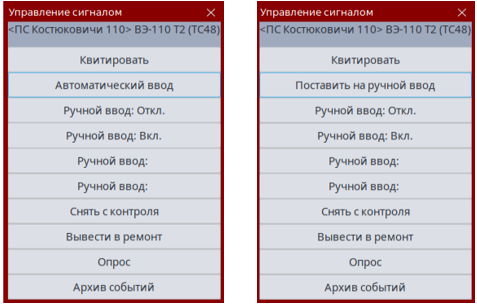 Управление сигналом
<ПС Костюковичи 110> ВЭ-110 Т2 (ТС48)
Квитировать
Автоматический ввод
Ручной ввод: Откл.
Ручной ввод: Вкл.
Ручной ввод:
Ручной ввод:
Снять с контроля
Вывести в ремонт
Опрос
Архив событий
Управление сигналом
<ПС Костюковичи 110> ВЭ-110 Т2 (ТС48)
Квитировать
Поставить на ручной ввод
Ручной ввод: Откл.
Ручной ввод: Вкл.
Ручной ввод:
Ручной ввод:
Снять с контроля
Вывести в ремонт
Опрос
Архив событий